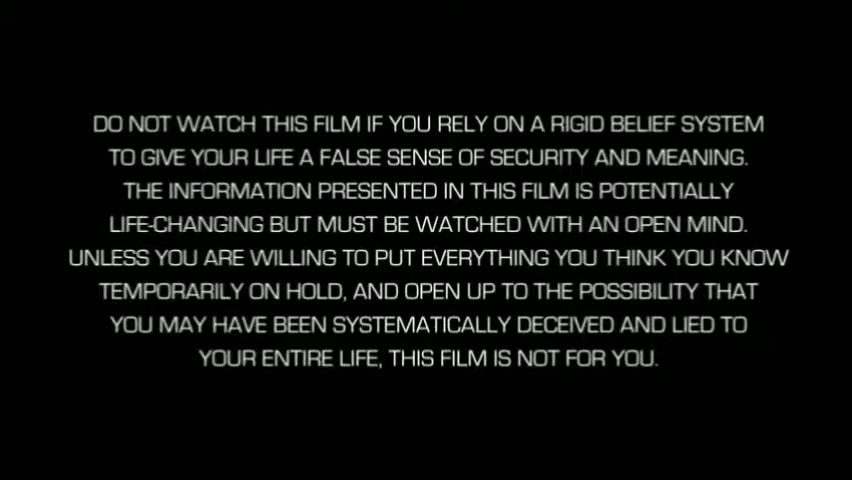 DO NOT WATCH THIS FILM IF YOU RELY ON A RIGID BELIEF SYSTEM
TO GIVE YOUR LIFE A FALSE SENSE OF SECURITY AND MEANING.
THE INFORMATION PRESENTED IN THIS FILM IS POTENTIALLY
LIFE-CHANGING BUT MUST BE WATCHED WITH AN OPEN MIND.
UNLESS YOU ARE WILLING TO PUT EVERYTHING YOU THINK YOU KNOW
TEMPORARILY ON HOLD, AND OPEN UP TO THE POSSIBILITY THAT
YOU MAY HAVE BEEN SYSTEMATICALLY DECEIVED AND LIED TO
YOUR ENTIRE LIFE, THIS FILM IS NOT FOR YOU.